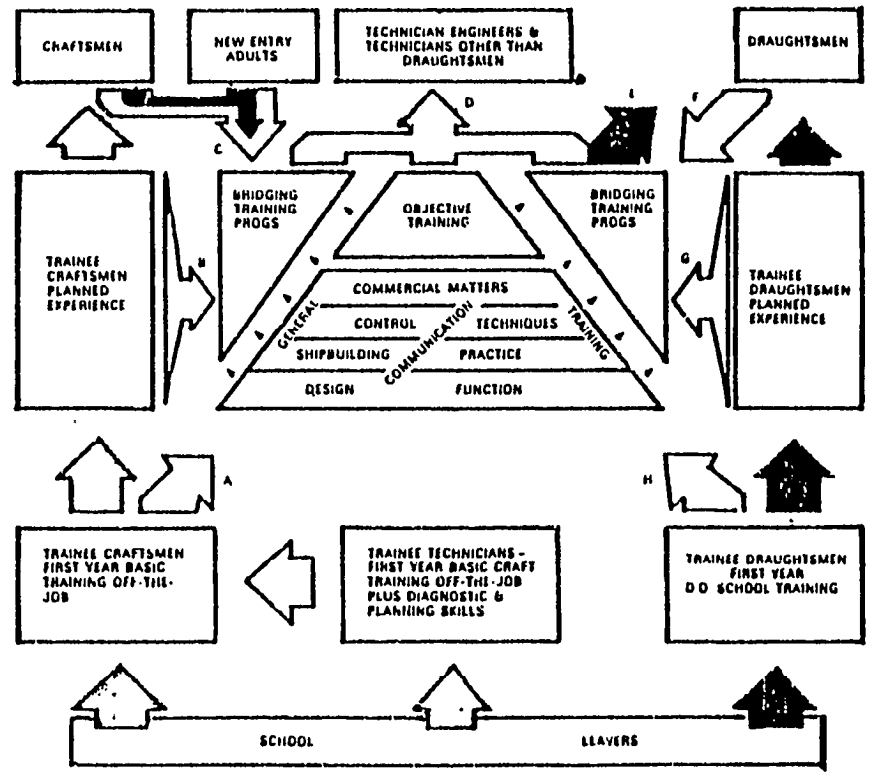 CRAFTSMEN
NEW ENTRY
ADULTS
TECHNICIAN ENGINEERS &
TECHNICIANS OTHER THAN
DRAUGHTSMEN
DRAUGHTSMEN
C
D
E
F
BRIDGING
TRAINING
PROGS
OBJECTIVE
TRAINING
BRIDGING
TRAINING
PROGS
TRAINEE
CRAFTSMEN
PLANNED
EXPERIENCE
B
COMMERCIAL MATTERS
GENERAL
CONTROL TECHNIQUES
COMMUNICATION
TRAINING
SHIPBUILDING PRACTICE
DESIGN FUNCTION
G
TRAINEE
DRAUGHTSMEN
PLANNED
EXPERIENCE
A
H
TRAINEE CRAFTSMEN
FIRST YEAR BASIC
TRAINING OFF-THE-
JOB
TRAINEE TECHNICIANS -
FIRST YEAR BASIC CRAFT
TRAINING OFF-THE-JOB
PLUS DIAGNOSTIC &
PLANNING SKILLS
TRAINEE DRAUGHTSMEN
FIRST YEAR
D D SCHOOL TRAINING
SCHOOL LEAVERS